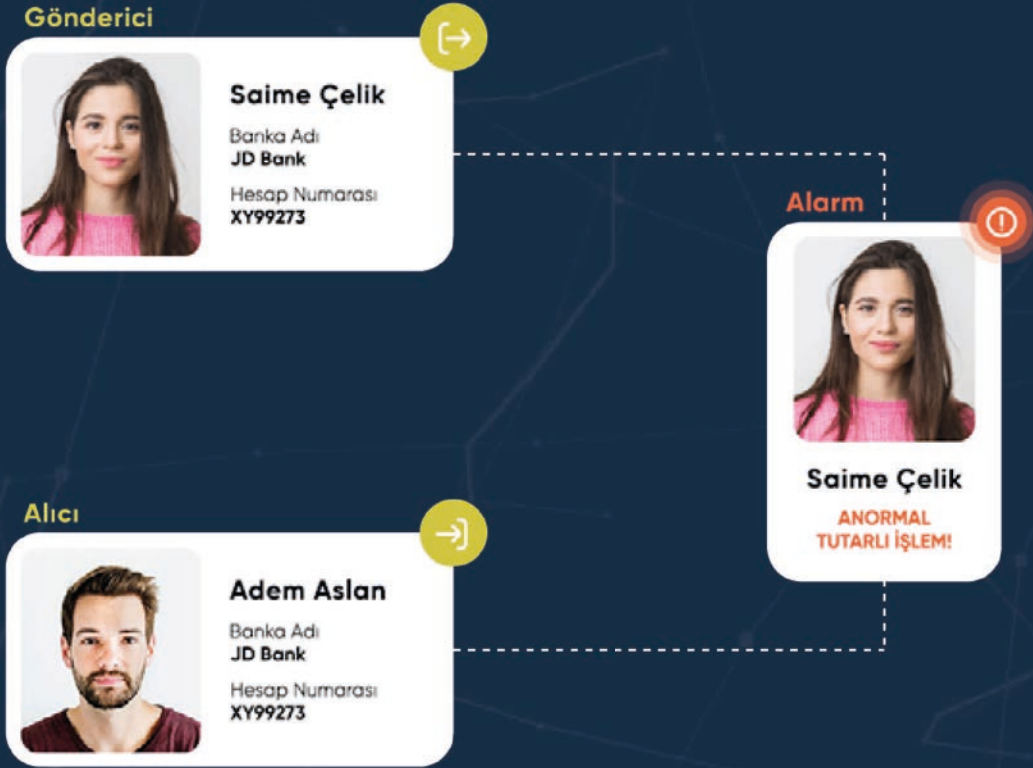 Gönderici
Saime Çelik
Banka Adı
JD Bank
Hesap Numarası
XY99273
Alarm
Saime Çelik
ANORMAL
TUTARLI İŞLEM!
Alıcı
Adem Aslan
Banka Adı
JD Bank
Hesap Numarası
XY99273